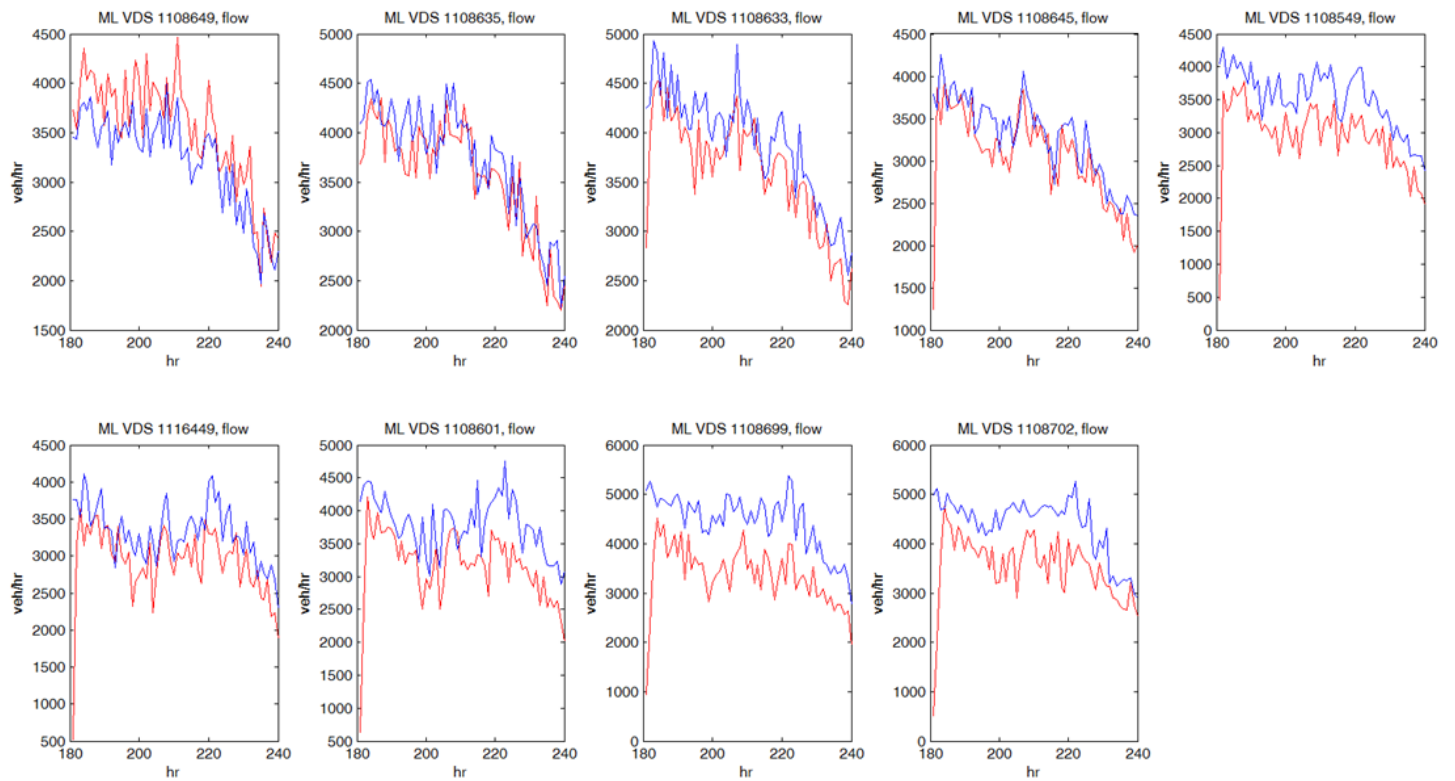 ML VDS 1108649, flow
4500
4000
3500
3000
2500
2000
1500
veh/hr
180 200 220 240
hr
ML VDS 1108635, flow
5000
4500
4000
3500
3000
2500
2000
veh/hr
180 200 220 240
hr
ML VDS 1108633, flow
5000
4500
4000
3500
3000
2500
2000
veh/hr
180 200 220 240
hr
ML VDS 1108645, flow
4500
4000
3500
3000
2500
2000
1500
1000
veh/hr
180 200 220 240
hr
ML VDS 1108549, flow
4500
4000
3500
3000
2500
2000
1500
1000
500
0
veh/hr
180 200 220 240
hr
ML VDS 1116449, flow
4500
4000
3500
3000
2500
2000
1500
1000
500
veh/hr
180 200 220 240
hr
ML VDS 1108601, flow
5000
4500
4000
3500
3000
2500
2000
1500
1000
500
veh/hr
180 200 220 240
hr
ML VDS 1108699, flow
6000
5000
4000
3000
2000
1000
0
veh/hr
180 200 220 240
hr
ML VDS 1108702, flow
6000
5000
4000
3000
2000
1000
0
veh/hr
180 200 220 240
hr